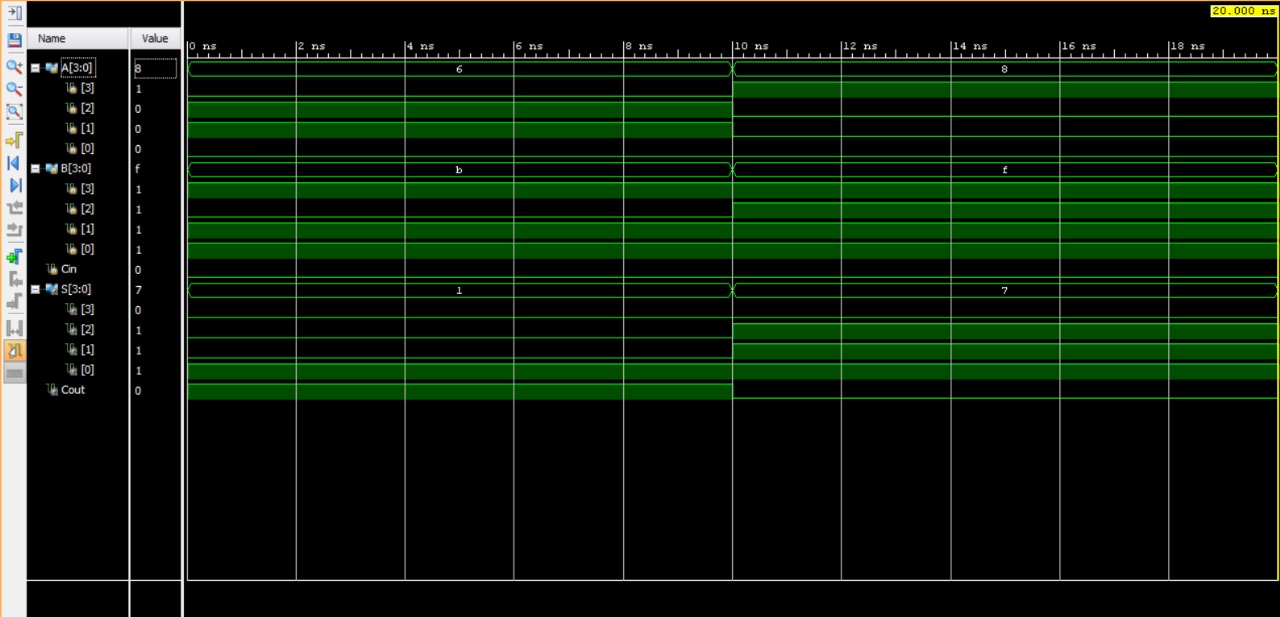 20.000 ns
Name Value
0 ns 2 ns 4 ns 6 ns 8 ns 10 ns 12 ns 14 ns 16 ns 18 ns
A[3:0] 8 6 8
[3] 1
[2] 0
[1] 0
[0] 0
B[3:0] f b f
[3] 1
[2] 1
[1] 1
[0] 1
Cin 0
S[3:0] 7 1 7
[3] 0
[2] 1
[1] 1
[0] 1
Cout 0